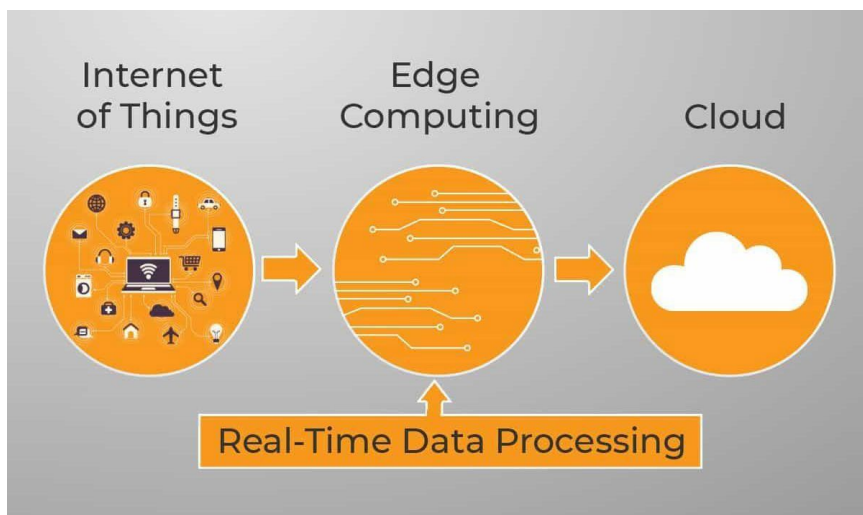 Internet
of Things
Edge
Computing
Cloud
Real-Time Data Processing